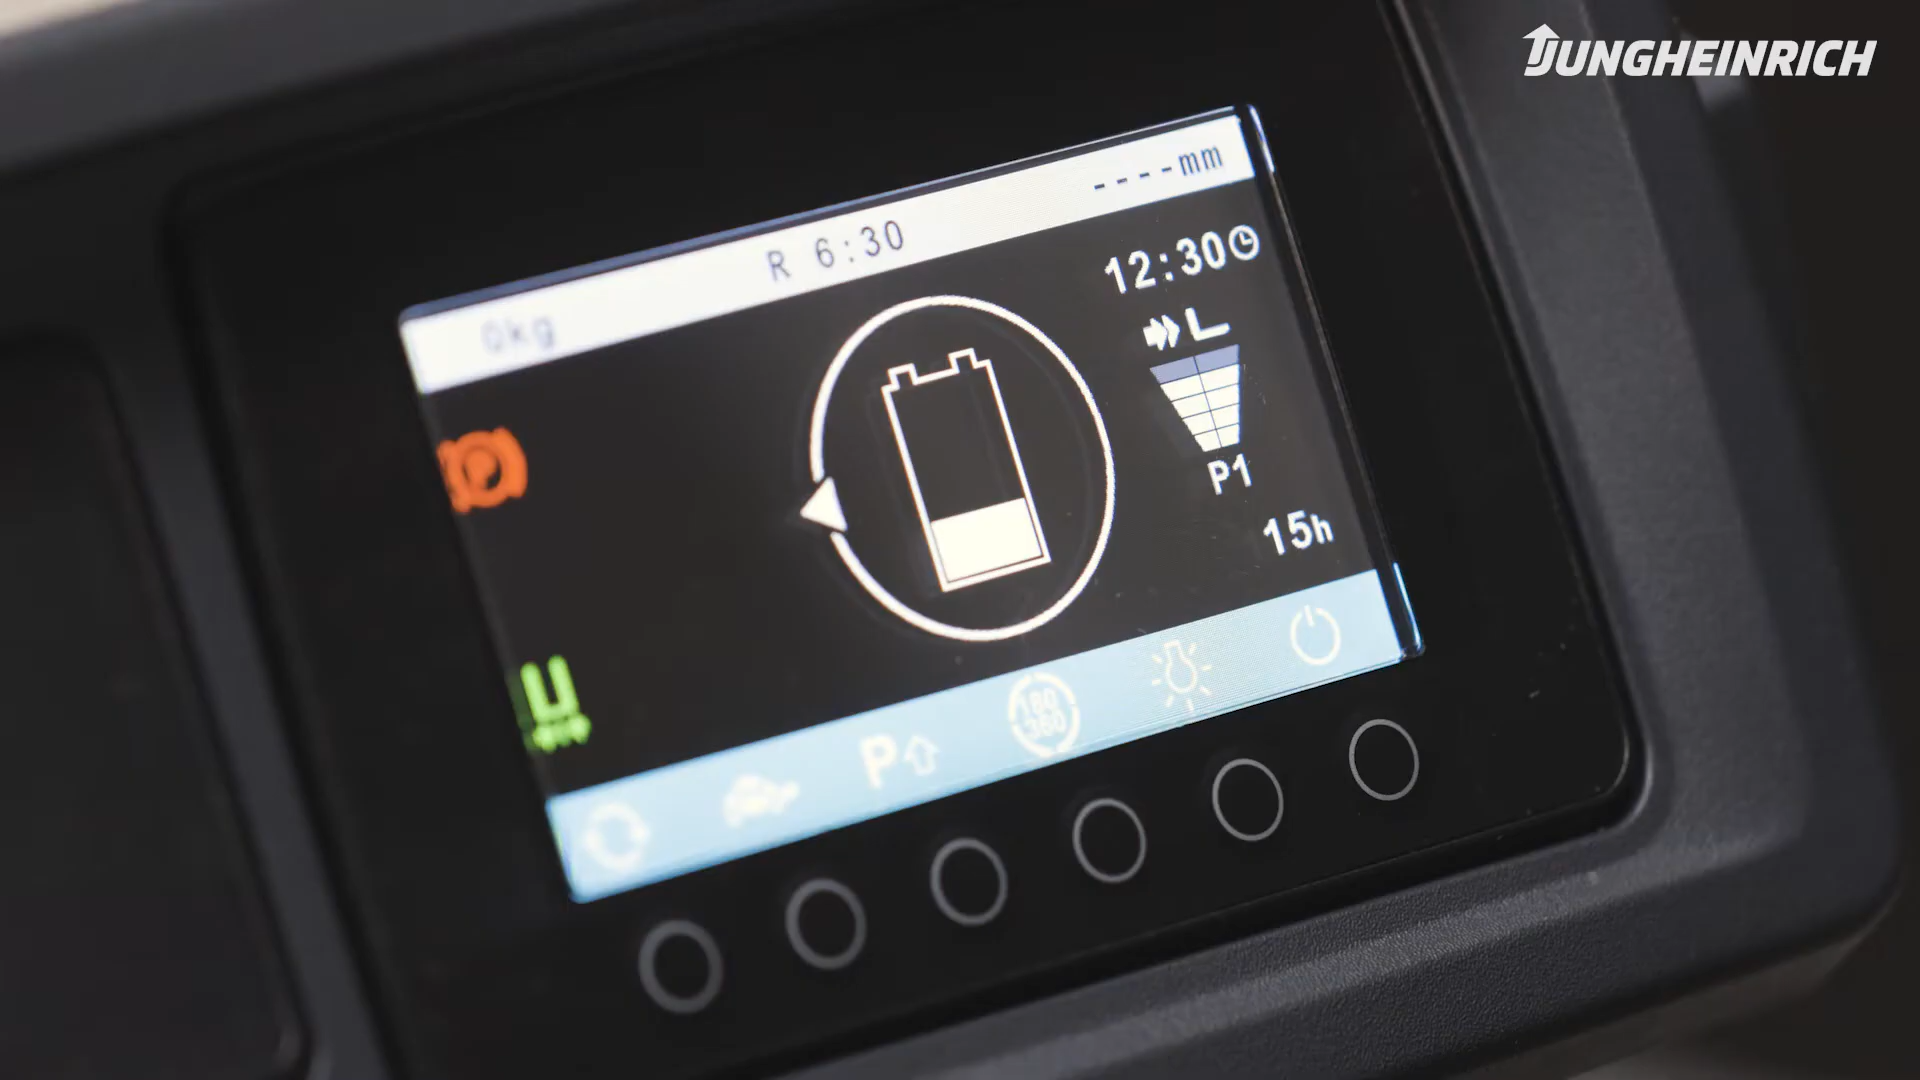 JUNGHEINRICH
----mm
R 6:30
0kg
12:30
P
P1
15h
P
180
360